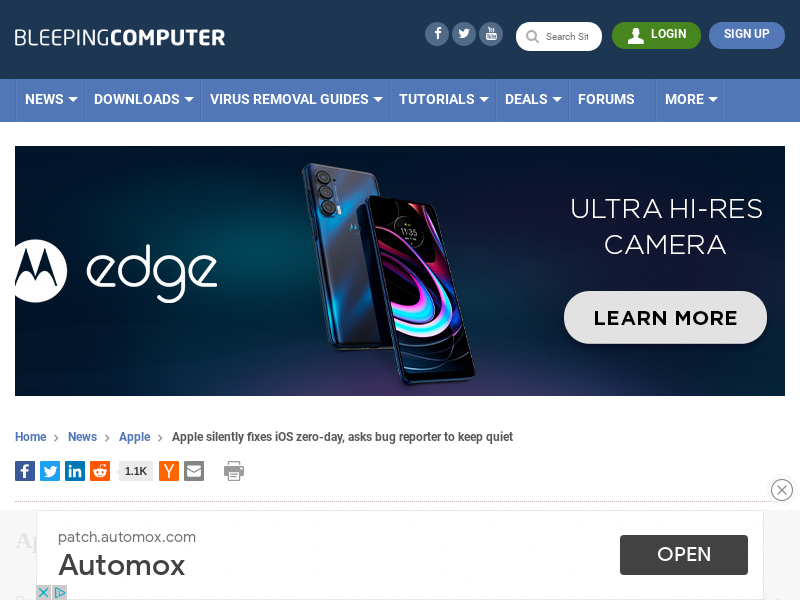 BLEEPINGCOMPUTER
Search Sit
LOGIN
SIGN UP
NEWS
DOWNLOADS
VIRUS REMOVAL GUIDES
TUTORIALS
DEALS
FORUMS
MORE
edge
11:35
ULTRA HI-RES
CAMERA
LEARN MORE
Home
News
Apple
Apple silently fixes iOS zero-day, asks bug reporter to keep quiet
1.1K
patch.automox.com
Automox
OPEN